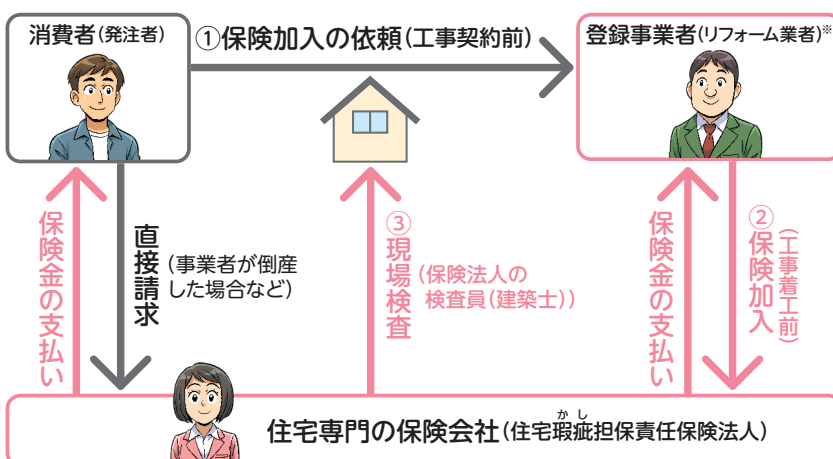 消費者(発注者)
①保険加入の依頼(工事契約前)
登録事業者(リフォーム業者)※
保険金の支払い
直接請求
(事業者が倒産
した場合など)
③現場検査
(保険法人の
検査員(建築士))
保険金の支払い
②保険加入
(工事着工前)
かし
住宅専門の保険会社(住宅瑕疵担保責任保険法人)